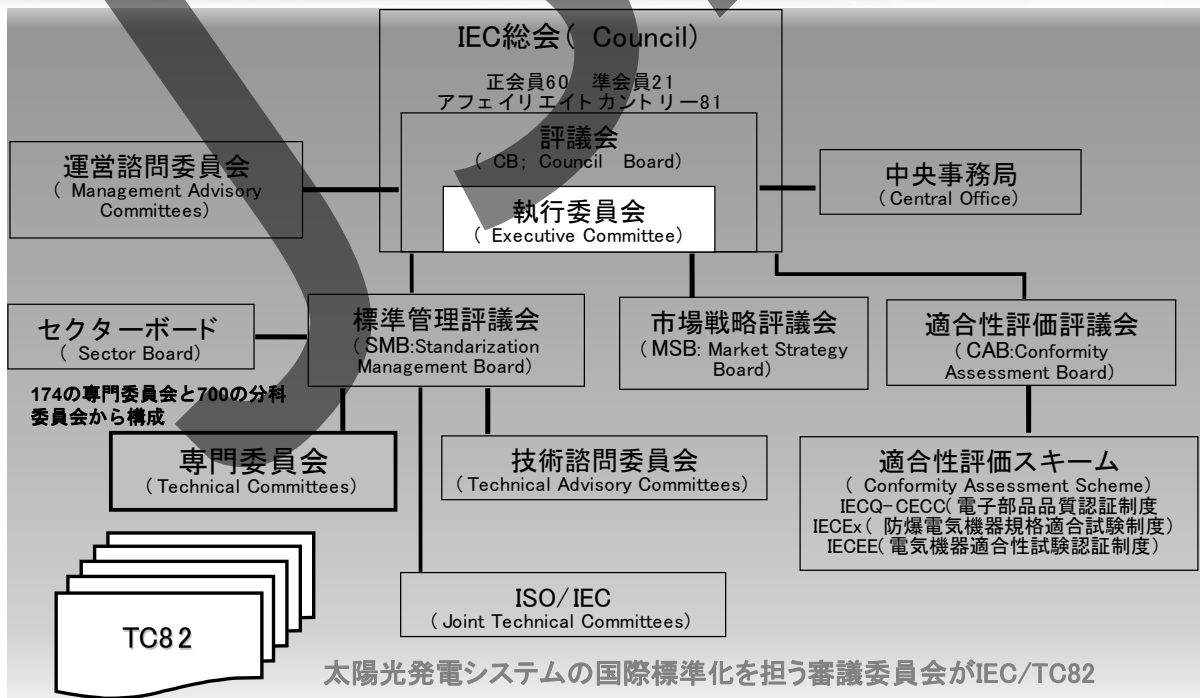 IEC総会( Council)
正会員60 準会員21
アフェイリエイトカントリー81
評議会
( CB; Council Board)
運営諮問委員会
( Management Advisory
Committees)
中央事務局
(Central Office)
執行委員会
( Executive Committee)
セクターボード
( Sector Board)
標準管理評議会
( SMB:Standarization
Management Board)
市場戦略評議会
(MSB: Market Strategy
Board)
適合性評価評議会
( CAB:Conformity
Assessment Board)
174の専門委員会と700の分科
委員会から構成
専門委員会
(Technical Committees)
技術諮問委員会
(Technical Advisory Committees)
適合性評価スキーム
( Conformity Assessment Scheme)
IECQ-CECC(電子部品品質認証制度
IECEx( 防爆電気機器規格適合試験制度)
IECEE(電気機器適合性試験認証制度)
ISO/IEC
(Joint Technical Committees)
TC82
太陽光発電システムの国際標準化を担う審議委員会がIEC/TC82